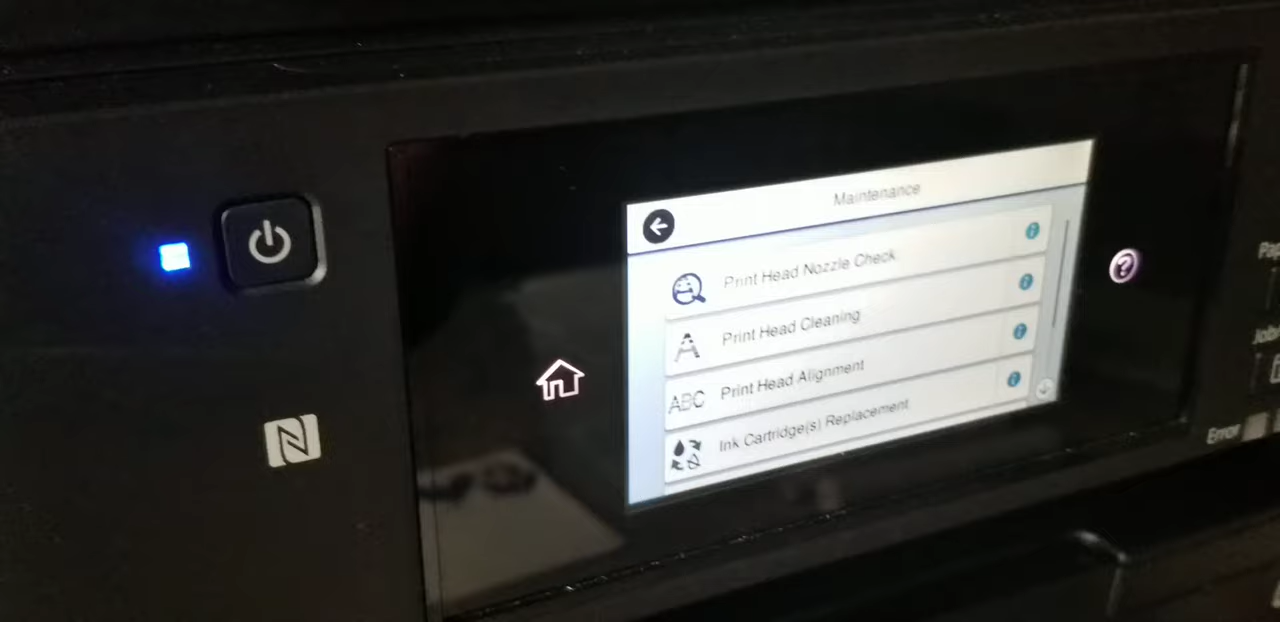 Maintenance
Print Head Nozzle Check
Print Head Cleaning
ABC Print Head Alignment
Ink Cartridge(s) Replacement
Error